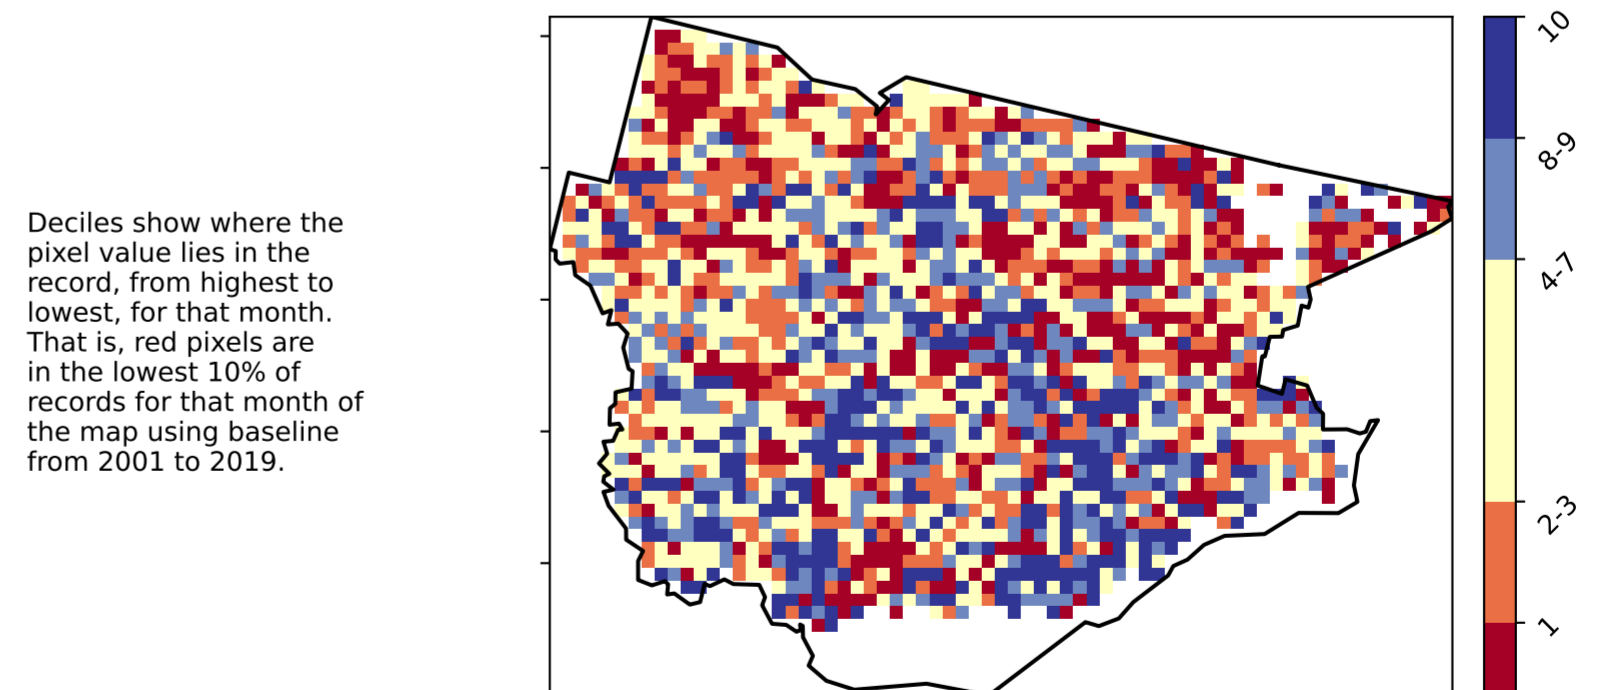 Deciles show where the
pixel value lies in the
record, from highest to
lowest, for that month.
That is, red pixels are
in the lowest 10% of
records for that month of
the map using baseline
from 2001 to 2019.
10
8-9
4-7
2-3
1